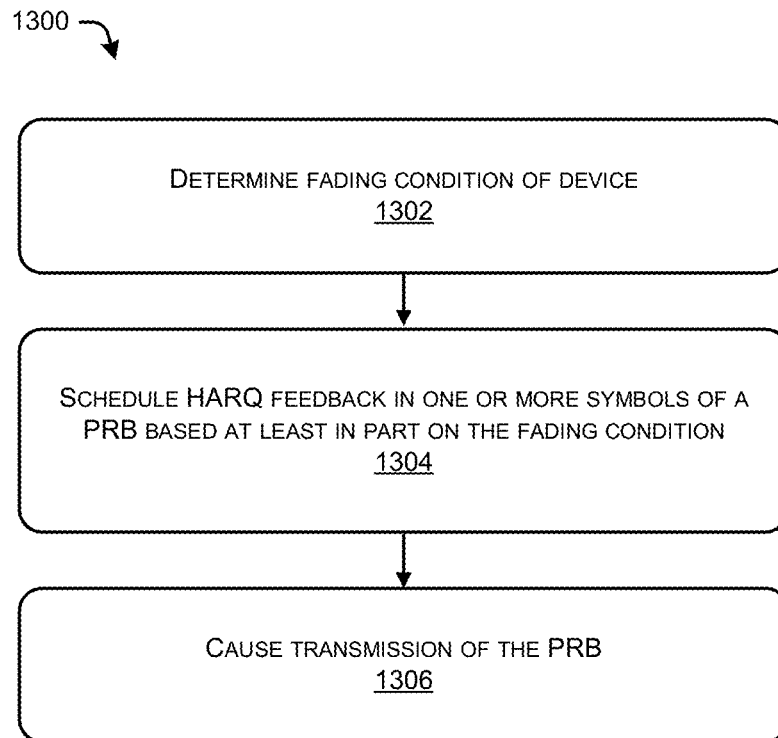 1300
DETERMINE FADING CONDITION OF DEVICE
1302
SCHEDULE HARQ FEEDBACK IN ONE OR MORE SYMBOLS OF A
PRB BASED AT LEAST IN PART ON THE FADING CONDITION
1304
CAUSE TRANSMISSION OF THE PRB
1306